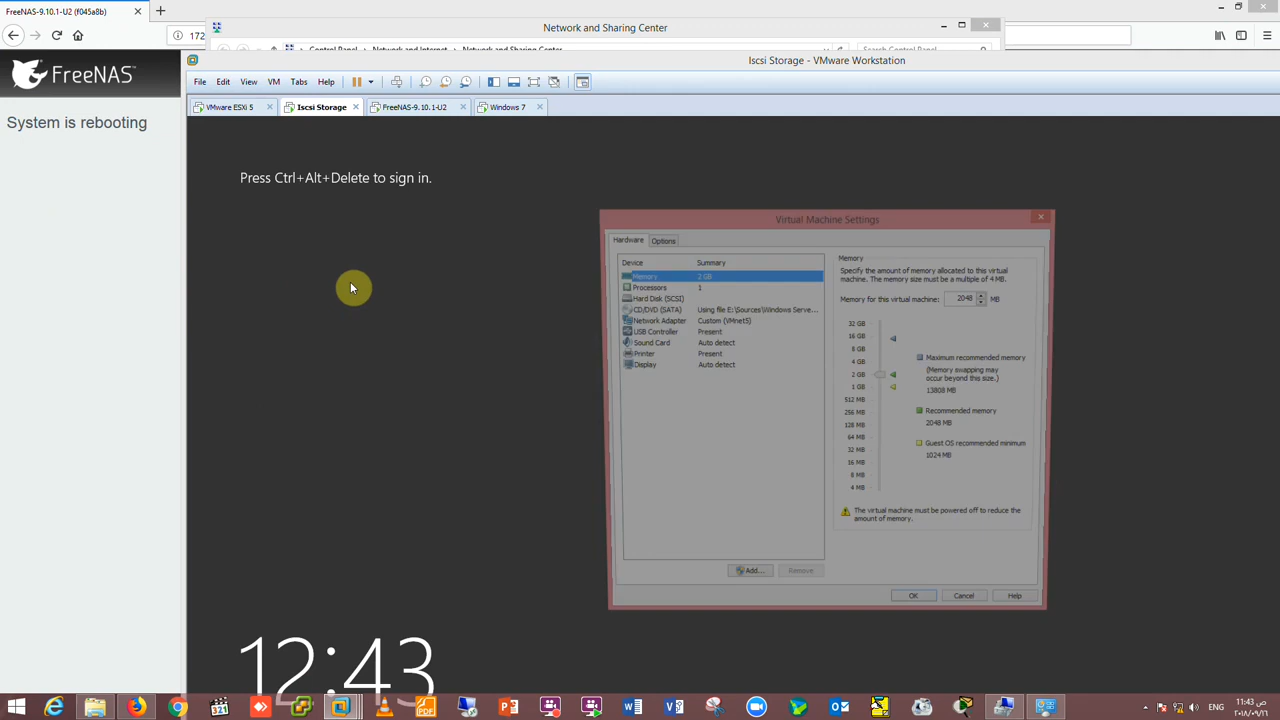 FreeNAS-9.10.1-U2 (f045a8b)
Network and Sharing Center
172
FreeNAS
System is rebooting
Iscsi Storage - VMware Workstation
File Edit View VM Tabs Help
VMware ESXi 5
Iscsi Storage
FreeNAS-9.10.1-U2
Windows 7
Press Ctrl+Alt+Delete to sign in.
Virtual Machine Settings
Hardware Options
Device Summary
Memory 2 GB
Processors 1
Hard Disk (SCSI)
CD/DVD (SATA) Using file E:\Sources\Windows Serve...
Network Adapter Custom (VMnet5)
USB Controller Present
Sound Card Auto detect
Printer Present
Display Auto detect
Add... Remove
Memory
Specify the amount of memory allocated to this virtual
machine. The memory size must be a multiple of 4 MB.
Memory for this virtual machine: 2048 MB
32 GB
16 GB
8 GB
4 GB
2 GB
1 GB
512 MB
256 MB
128 MB
64 MB
32 MB
16 MB
8 MB
4 MB
Maximum recommended memory
(Memory swapping may
occur beyond this size.)
13808 MB
Recommended memory
2048 MB
Guest OS recommended minimum
1024 MB
The virtual machine must be powered off to reduce the
amount of memory.
OK Cancel Help
12:43
321
PDF
ENG